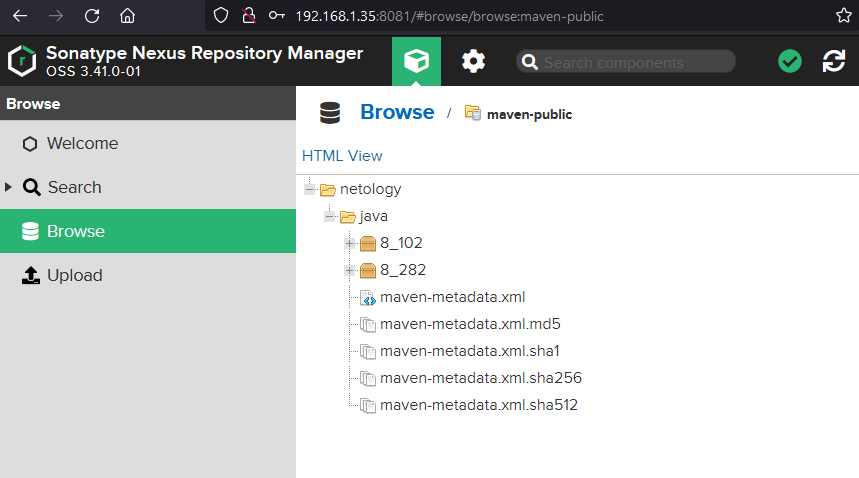 192.168.1.35:8081/#browse/browse:maven-public
Sonatype Nexus Repository Manager
OSS 3.41.0-01
Search components
Browse
Welcome
Search
Browse
Upload
Browse / maven-public
HTML View
netology
java
8_102
8_282
maven-metadata.xml
maven-metadata.xml.md5
maven-metadata.xml.sha1
maven-metadata.xml.sha256
maven-metadata.xml.sha512